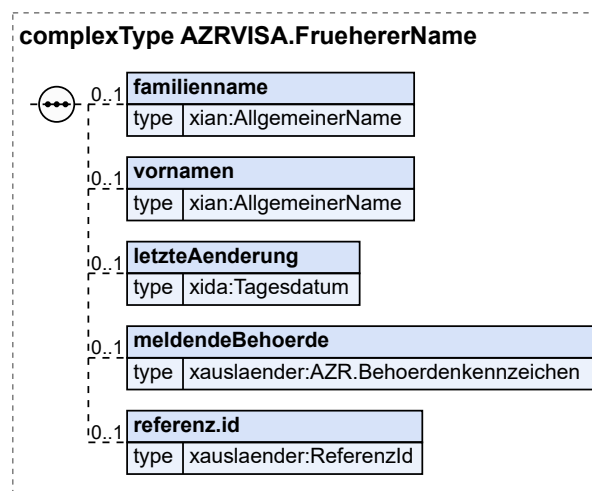 complexType AZRVISA.FruehererName
0..1
familienname
type xian:AllgemeinerName
0..1
vornamen
type xian:AllgemeinerName
0..1
letzteAenderung
type xida:Tagesdatum
0..1
meldendeBehoerde
type xauslaender:AZR.Behoerdenkennzeichen
0..1
referenz.id
type xauslaender:ReferenzId